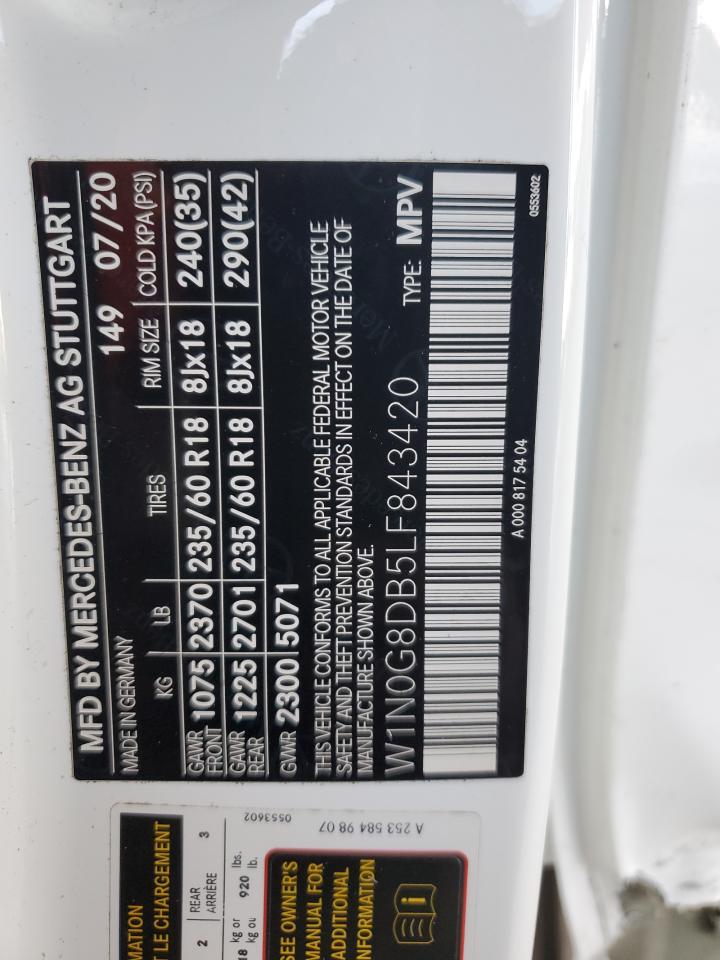 MFD BY MERCEDES-BENZ AG STUTTGART
MADE IN GERMANY 149 07/20
KG LB TIRES RIM SIZE COLD KPA(PSI)
GAWR FRONT 1075 2370 235/60 R18 8Jx18 240(35)
GAWR REAR 1225 2701 235/60 R18 8Jx18 290(42)
GWR 2300 5071
THIS VEHICLE CONFORMS TO ALL APPLICABLE FEDERAL MOTOR VEHICLE
SAFETY AND THEFT PREVENTION STANDARDS IN EFFECT ON THE DATE OF
MANUFACTURE SHOWN ABOVE.
W1N0G8DB5LF843420 TYPE: MPV
A 000 817 54 04
0553602
MATION
T LE CHARGEMENT
2 REAR ARRIÈRE 3
18 kg or 920 lbs.
kg ou lb.
SEE OWNER'S
MANUAL FOR
ADDITIONAL
NFORMATION
0553602
A 253 584 98 07